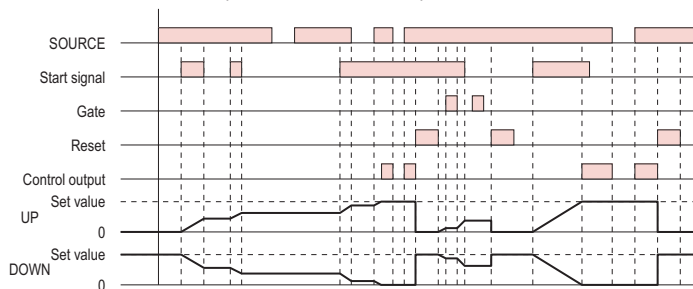 SOURCE
Start signal
Gate
Reset
Control output
Set value
UP
0
Set value
DOWN
0